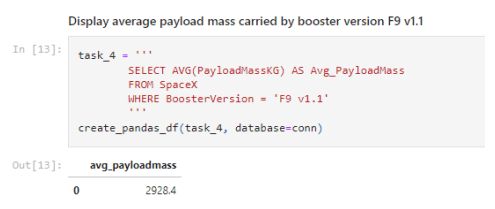 Display average payload mass carried by booster version F9 v1.1
In [13]: task_4 = '''
SELECT AVG(PayloadMassKG) AS Avg_PayloadMass
FROM SpaceX
WHERE BoosterVersion = 'F9 v1.1'
'''
create_pandas_df(task_4, database=conn)
Out[13]:
avg_payloadmass
0 2928.4